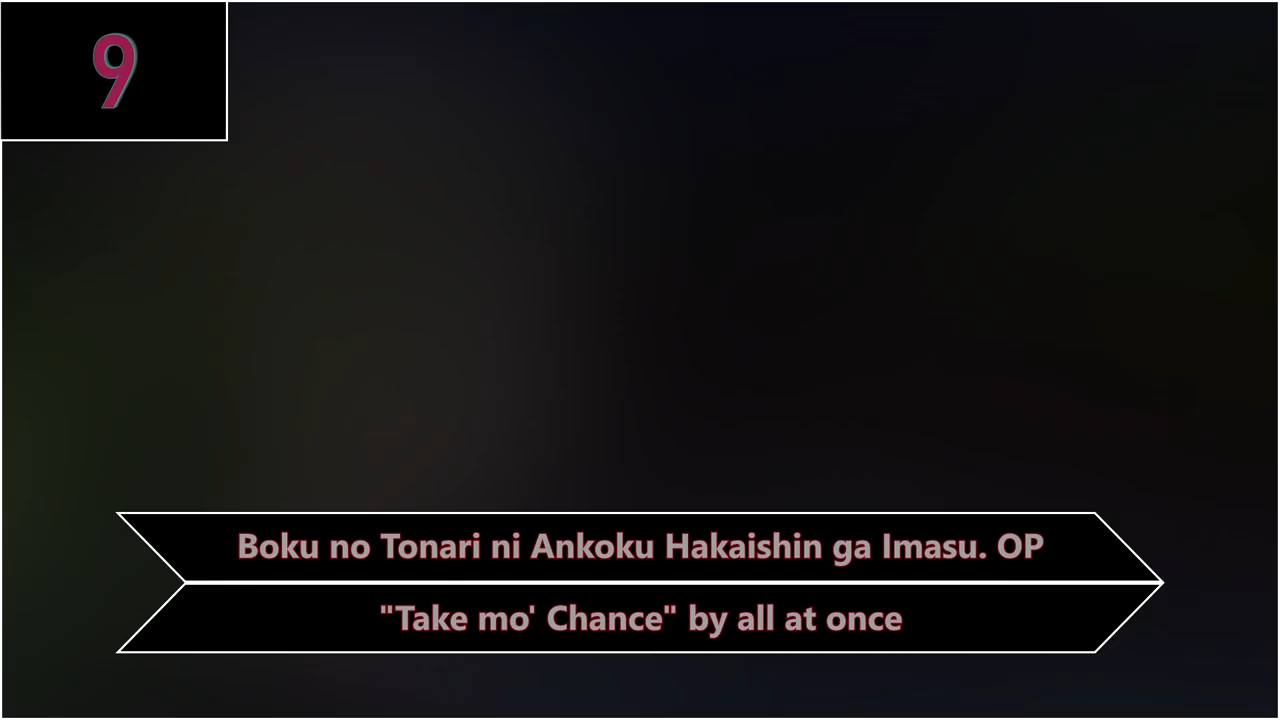 9
Boku no Tonari ni Ankoku Hakaishin ga Imasu. OP
"Take mo' Chance" by all at once